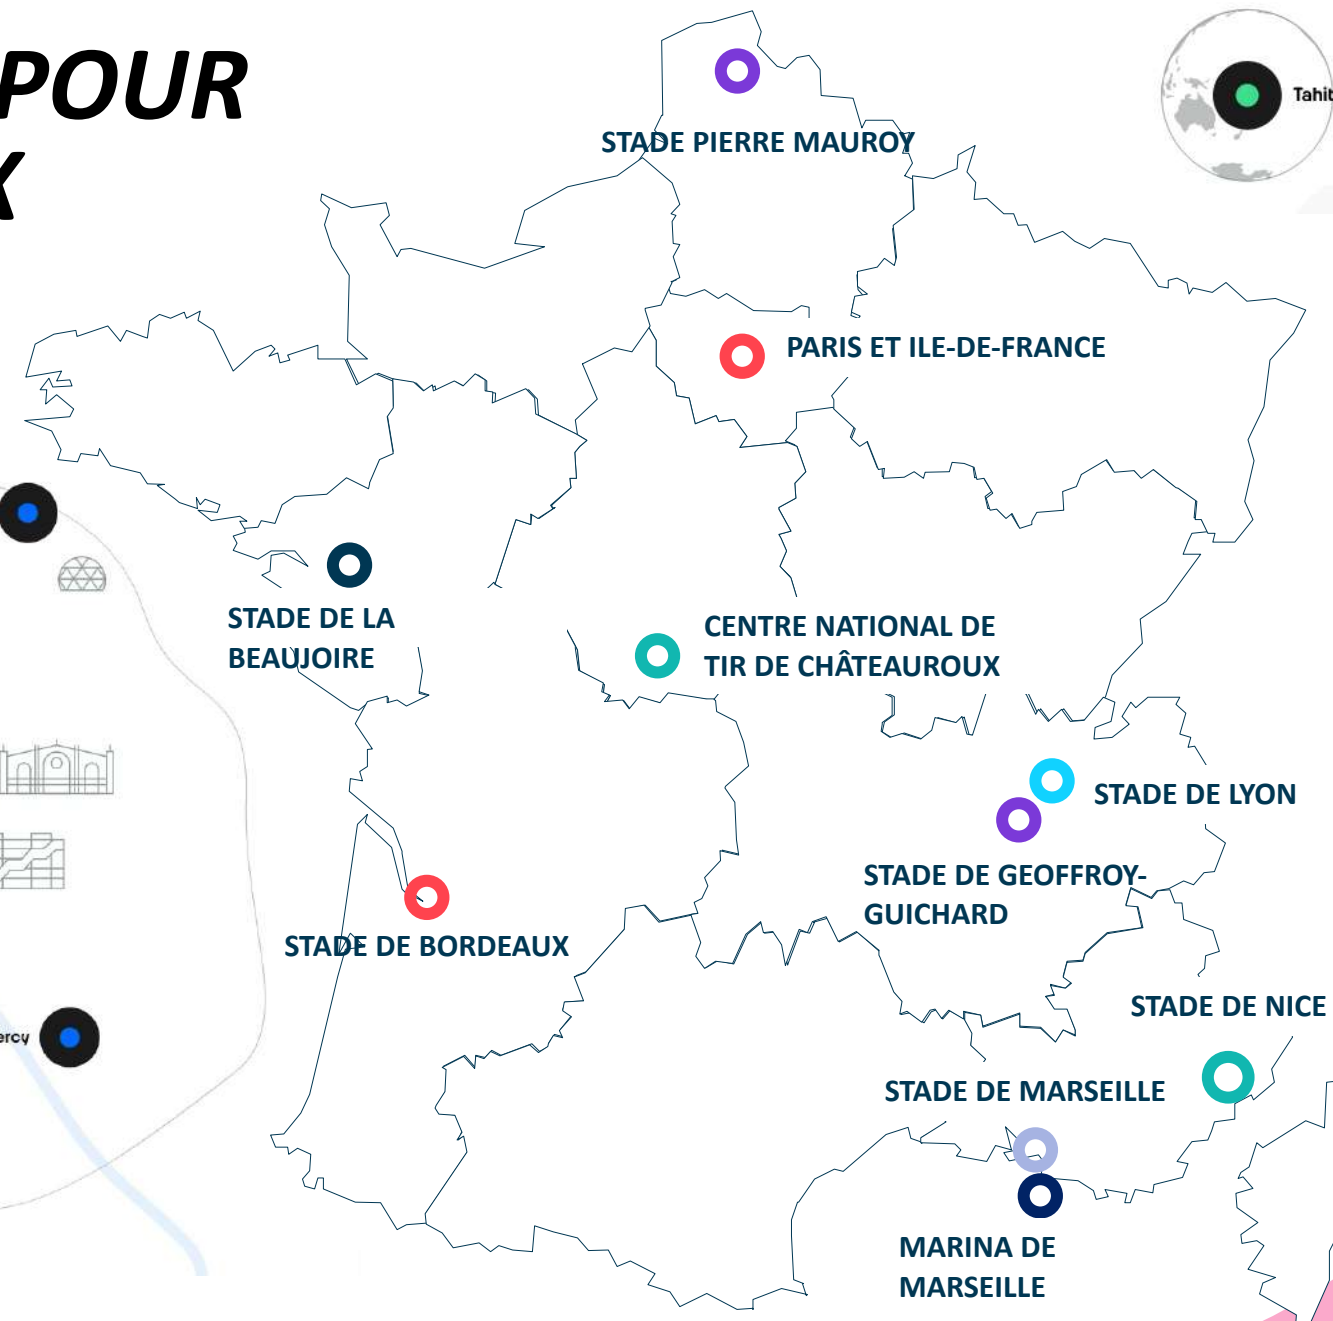 POUR
X
Tahit
STADE PIERRE MAUROY
PARIS ET ILE-DE-FRANCE
STADE DE LA
BEAUJOIRE
CENTRE NATIONAL DE
TIR DE CHÂTEAUROUX
STADE DE LYON
STADE DE GEOFFROY-
GUICHARD
STADE DE BORDEAUX
STADE DE NICE
ercy
STADE DE MARSEILLE
MARINA DE
MARSEILLE